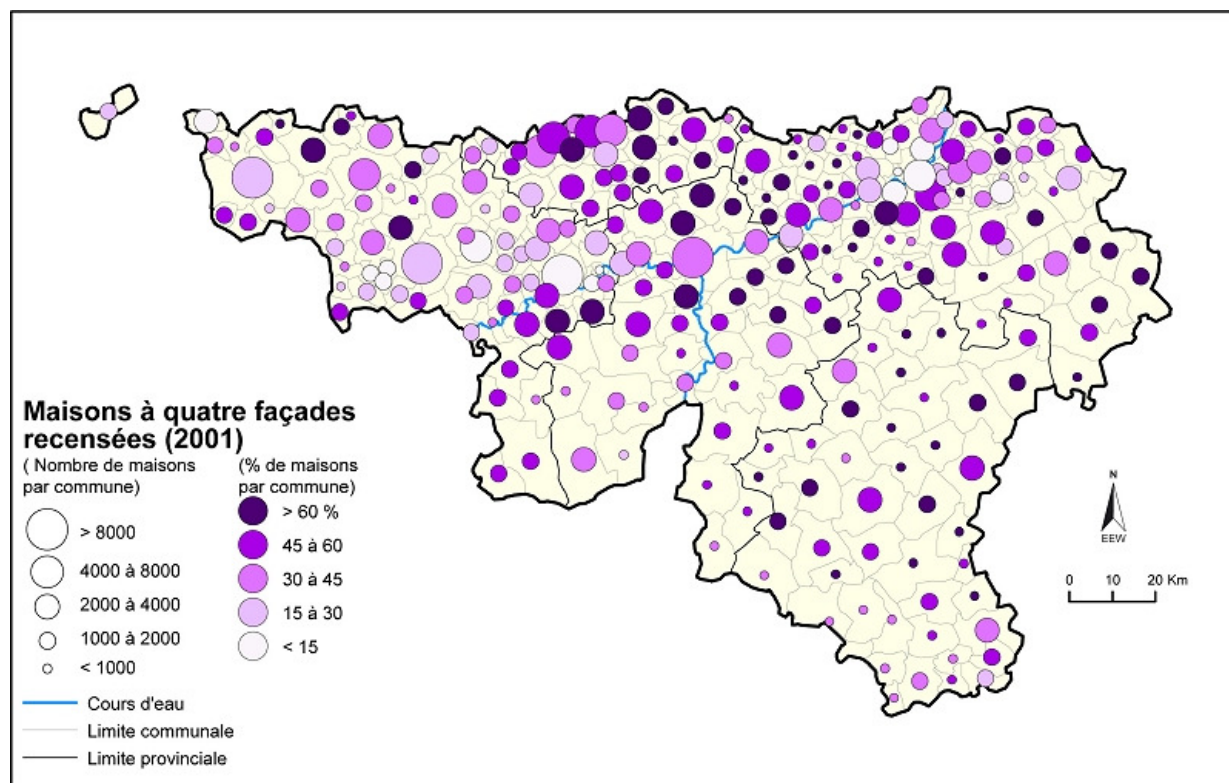 Maisons à quatre façades
recensées (2001)
( Nombre de maisons
par commune)
> 8000
4000 à 8000
2000 à 4000
1000 à 2000
< 1000
(% de maisons
par commune)
> 60 %
45 à 60
30 à 45
15 à 30
< 15
Cours d'eau
Limite communale
Limite provinciale
N
EEW
0 10 20 Km